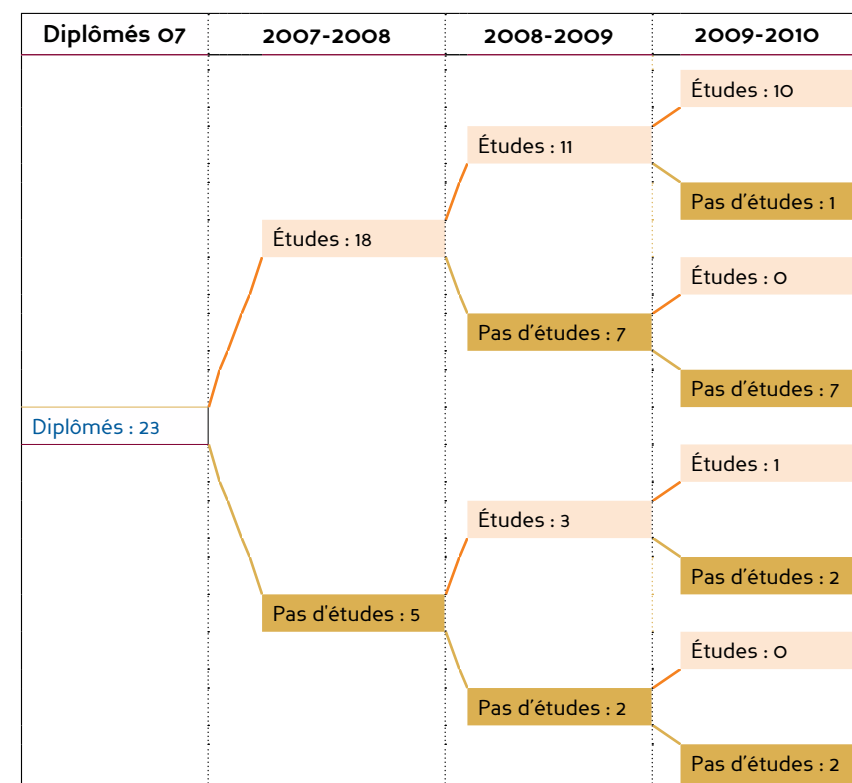 Diplômés 07 2007-2008 2008-2009 2009-2010
Études : 10
Études : 11
Pas d'études : 1
Études : 18
Études : 0
Pas d'études : 7
Pas d'études : 7
Diplômés : 23
Études : 1
Études : 3
Pas d'études : 2
Pas d'études : 5
Études : 0
Pas d'études : 2
Pas d'études : 2